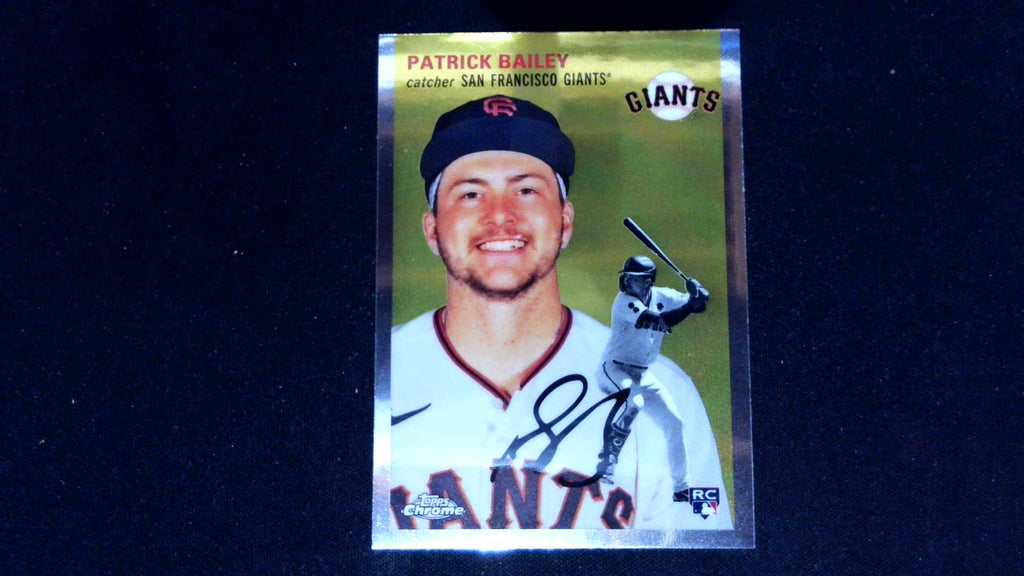 PATRICK BAILEY
catcher SAN FRANCISCO GIANTS®
GIANTS
SF
GIANTS
Topps
Chrome
RC